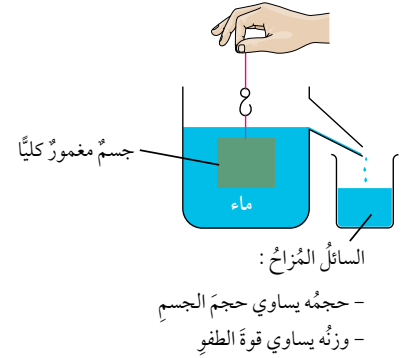 جسمٌ مغمورٌ كليًّا
ماء
السائلُ المُزاحُ :
– حجمُه يساوي حجمَ الجسمِ
– وزنُه يساوي قوةَ الطفوِ